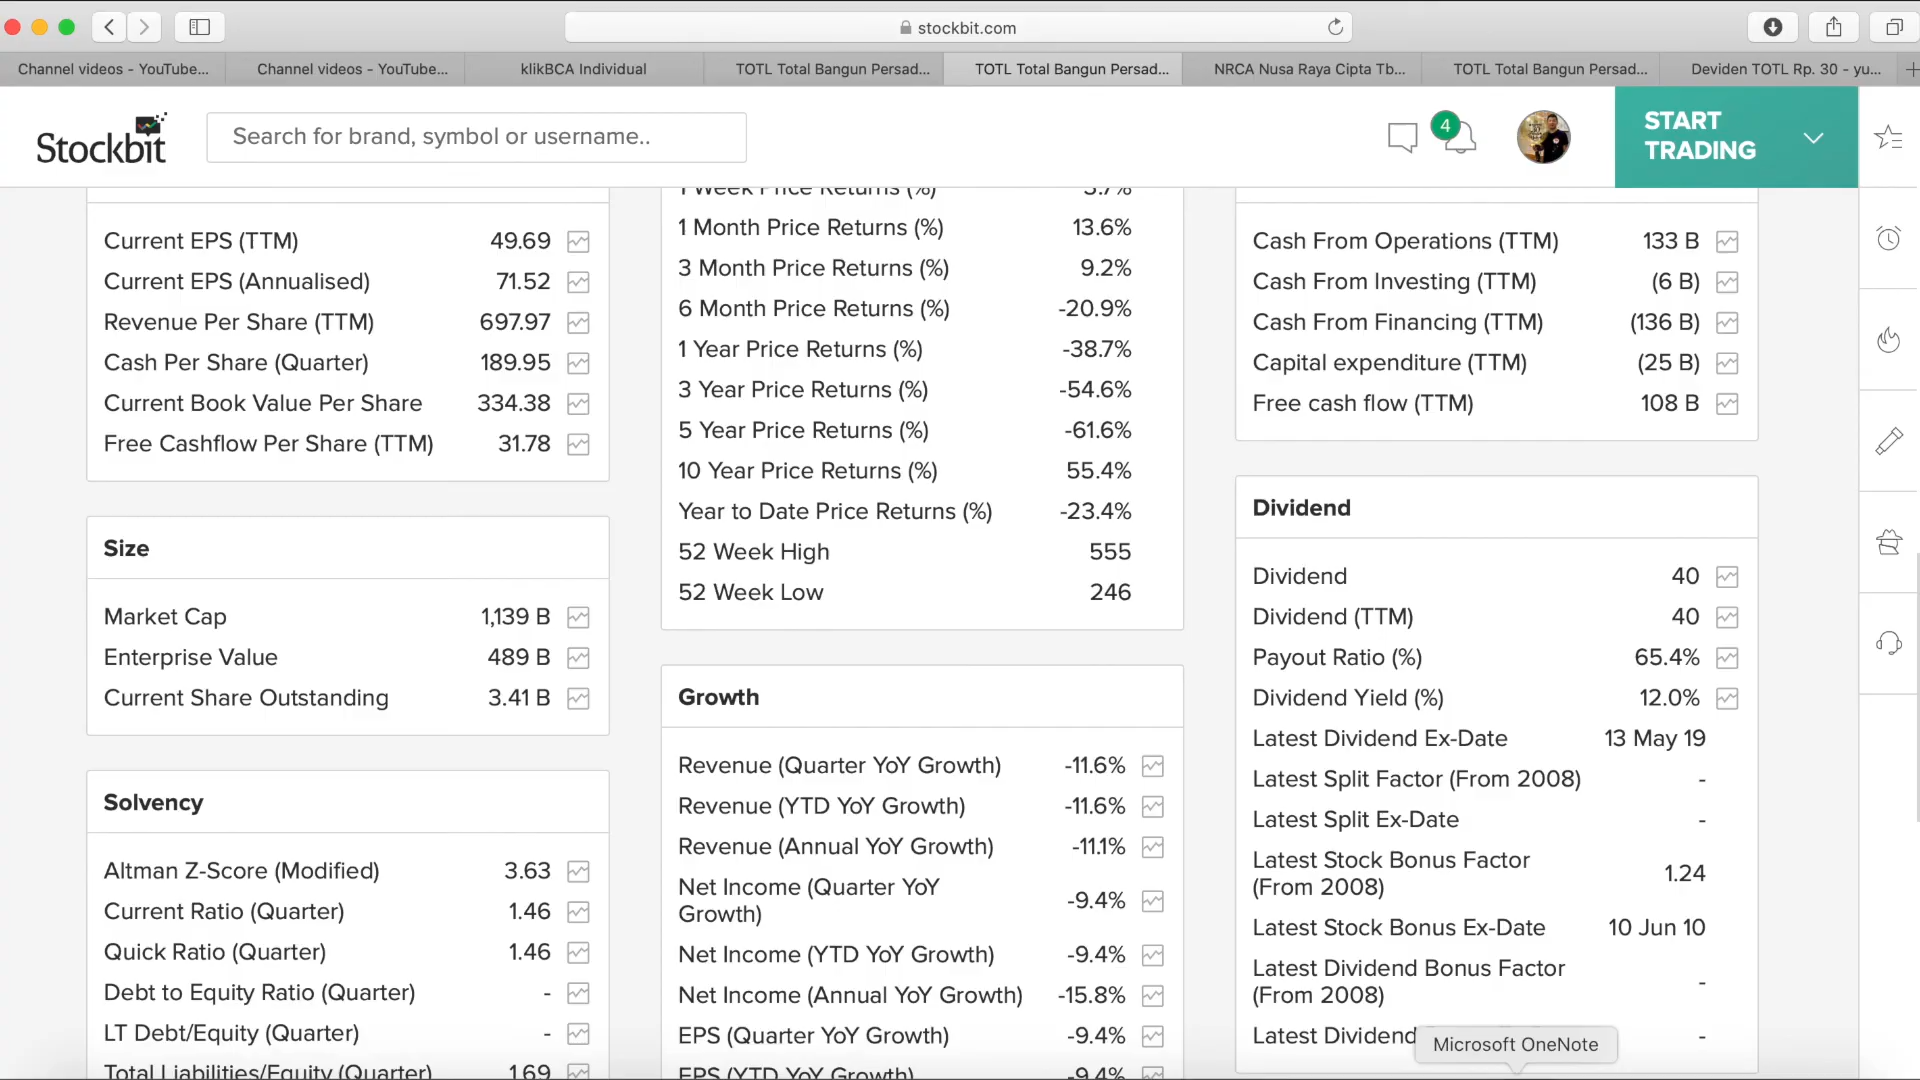 stockbit.com
Channel videos - YouTube...
Channel videos - YouTube...
klikBCA Individual
TOTL Total Bangun Persad...
TOTL Total Bangun Persad...
NRCA Nusa Raya Cipta Tb...
TOTL Total Bangun Persad...
Deviden TOTL Rp. 30 - yu...
Stockbit
Search for brand, symbol or username..
4
START
TRADING
Current EPS (TTM) 49.69
Current EPS (Annualised) 71.52
Revenue Per Share (TTM) 697.97
Cash Per Share (Quarter) 189.95
Current Book Value Per Share 334.38
Free Cashflow Per Share (TTM) 31.78
Size
Market Cap 1,139 B
Enterprise Value 489 B
Current Share Outstanding 3.41 B
Solvency
Altman Z-Score (Modified) 3.63
Current Ratio (Quarter) 1.46
Quick Ratio (Quarter) 1.46
Debt to Equity Ratio (Quarter) -
LT Debt/Equity (Quarter) -
Total Liabilities/Equity (Quarter) 1.69
1 Week Price Returns (%) 3.7%
1 Month Price Returns (%) 13.6%
3 Month Price Returns (%) 9.2%
6 Month Price Returns (%) -20.9%
1 Year Price Returns (%) -38.7%
3 Year Price Returns (%) -54.6%
5 Year Price Returns (%) -61.6%
10 Year Price Returns (%) 55.4%
Year to Date Price Returns (%) -23.4%
52 Week High 555
52 Week Low 246
Growth
Revenue (Quarter YoY Growth) -11.6%
Revenue (YTD YoY Growth) -11.6%
Revenue (Annual YoY Growth) -11.1%
Net Income (Quarter YoY
Growth) -9.4%
Net Income (YTD YoY Growth) -9.4%
Net Income (Annual YoY Growth) -15.8%
EPS (Quarter YoY Growth) -9.4%
EPS (YTD YoY Growth) -9.4%
Cash From Operations (TTM) 133 B
Cash From Investing (TTM) (6 B)
Cash From Financing (TTM) (136 B)
Capital expenditure (TTM) (25 B)
Free cash flow (TTM) 108 B
Dividend
Dividend 40
Dividend (TTM) 40
Payout Ratio (%) 65.4%
Dividend Yield (%) 12.0%
Latest Dividend Ex-Date 13 May 19
Latest Split Factor (From 2008) -
Latest Split Ex-Date -
Latest Stock Bonus Factor
(From 2008) 1.24
Latest Stock Bonus Ex-Date 10 Jun 10
Latest Dividend Bonus Factor
(From 2008) -
Latest Dividend -
Microsoft OneNote